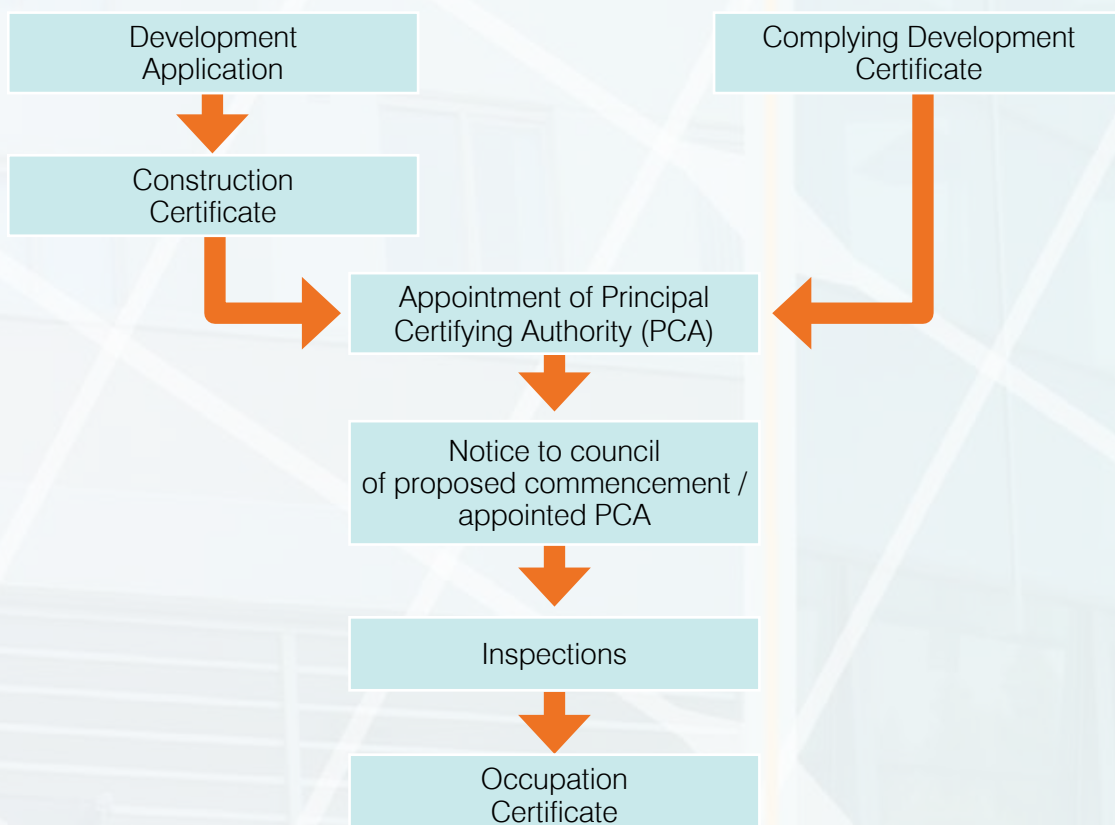 Development
Application
Complying Development
Certificate
Construction
Certificate
Appointment of Principal
Certifying Authority (PCA)
Notice to council
of proposed commencement /
appointed PCA
Inspections
Occupation
Certificate